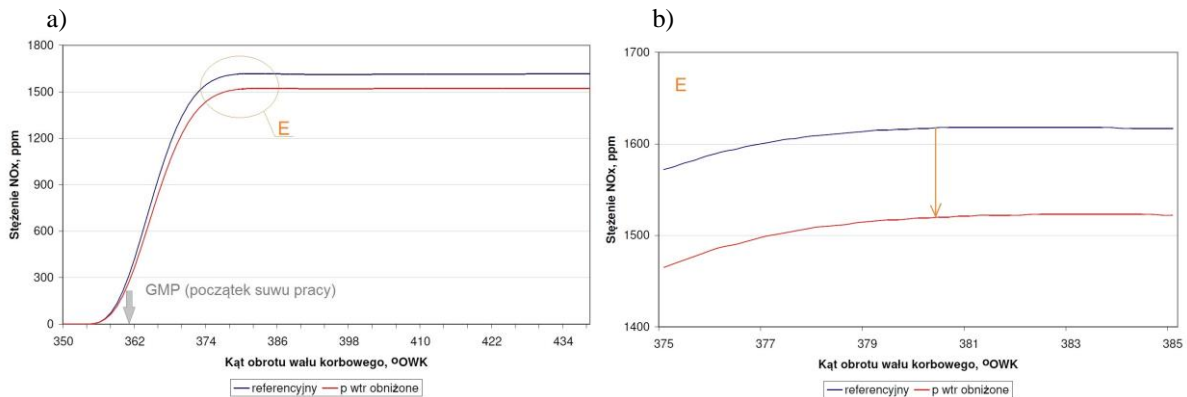 a)
1800
1500
1200
900
600
300
0
Stężenie NOx, ppm
E
GMP (początek suwu pracy)
350 362 374 386 398 410 422 434
Kąt obrotu wału korbowego, ºOWK
referencyjny p wtr obniżone
b)
1700
1600
1500
1400
Stężenie NOx, ppm
E
375 377 379 381 383 385
Kąt obrotu wału korbowego, ºOWK
referencyjny p wtr obniżone